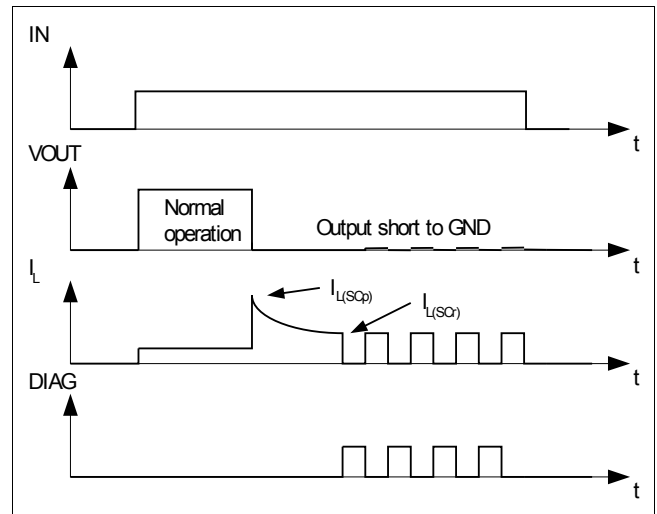 IN
t
VOUT
Normal
operation
Output short to GND
t
IL
IL(SCp)
IL(SCr)
t
DIAG
t